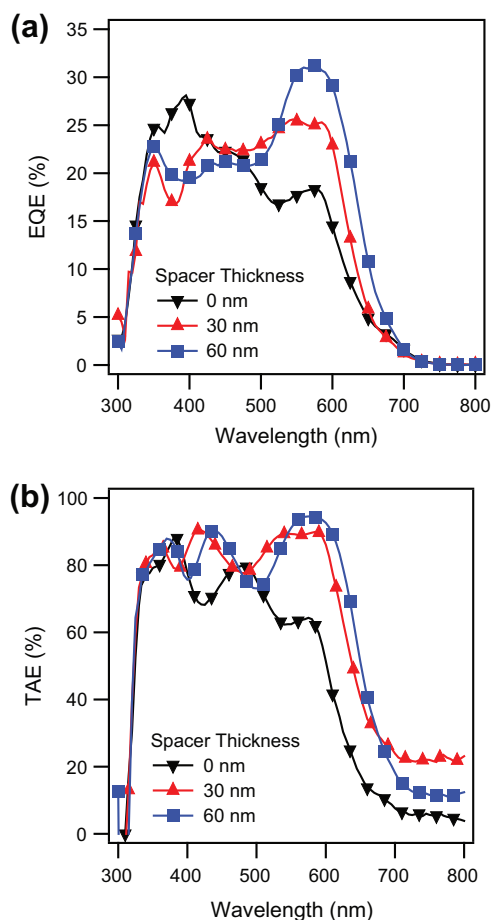 (a)
35
30
25
20
15
10
5
0
EQE (%)
Spacer Thickness
0 nm
30 nm
60 nm
300 400 500 600 700 800
Wavelength (nm)
(b)
100
80
60
40
20
0
TAE (%)
Spacer Thickness
0 nm
30 nm
60 nm
300 400 500 600 700 800
Wavelength (nm)